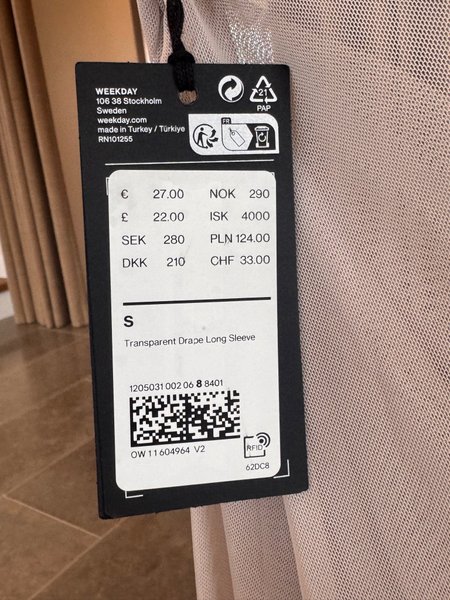 WEEKDAY
106 38 Stockholm
Sweden
weekday.com
made in Turkey / Türkiye
RN101255
21
PAP
FR
€ 27.00 NOK 290
£ 22.00 ISK 4000
SEK 280 PLN 124.00
DKK 210 CHF 33.00
S
Transparent Drape Long Sleeve
1205031 002 06 8 8401
OW 11 604964 V2
RFID
62DC8